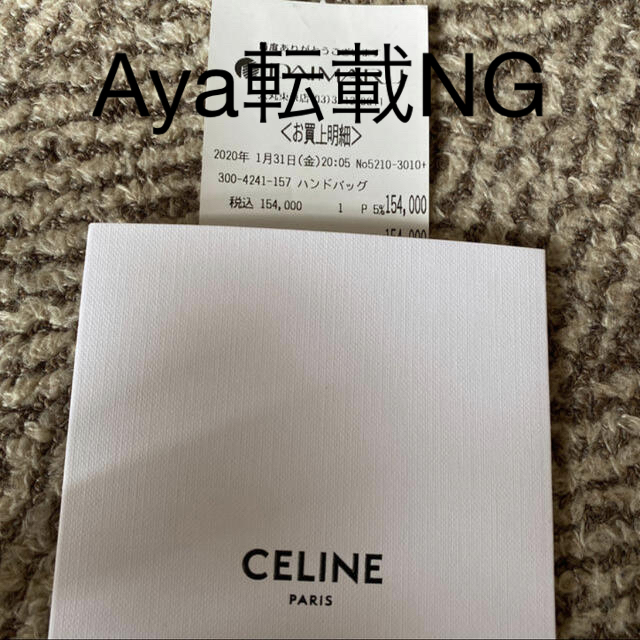 Aya転載NG
<お買上明細>
2020年 1月31日(金)20:05 No5210-3010+
300-4241-157 ハンドバッグ
税込 154,000 1 P 5% 154,000
154,000
CELINE
PARIS